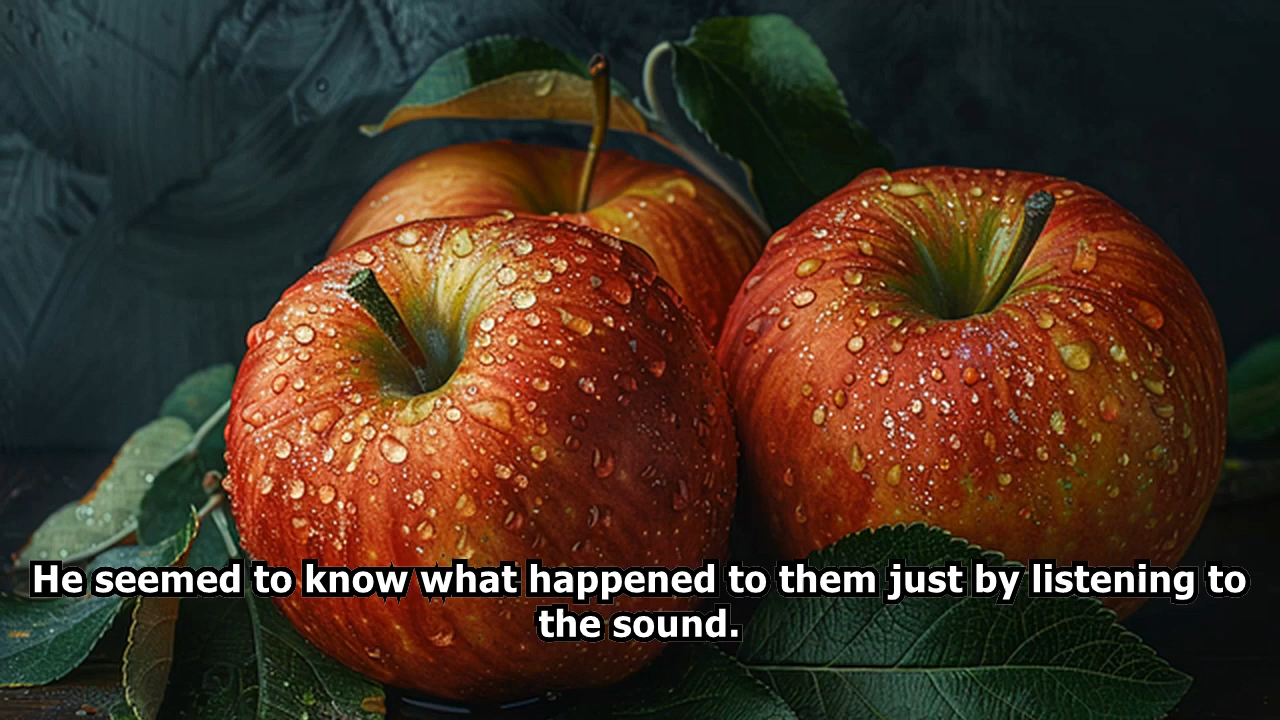 He seemed to know what happened to them just by listening to
the sound.